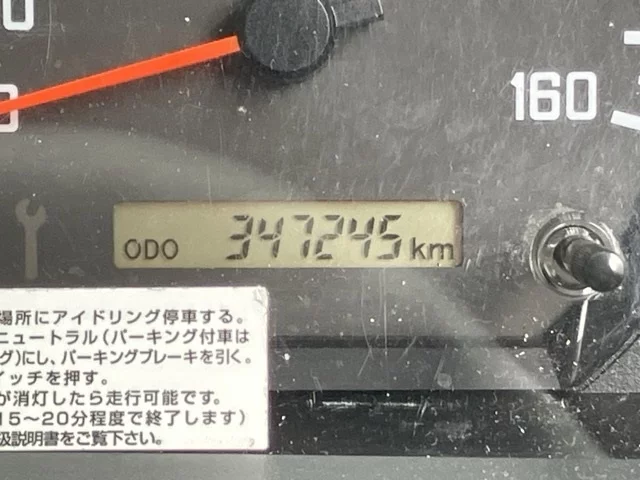 160
ODO 347245 km
場所にアイドリング停車する。
ニュートラル(パーキング付車は
グ)にし、パーキングブレーキを引く。
イッチを押す。
が消灯したら走行可能です。
15～20分程度で終了します)
扱説明書をご覧下さい。